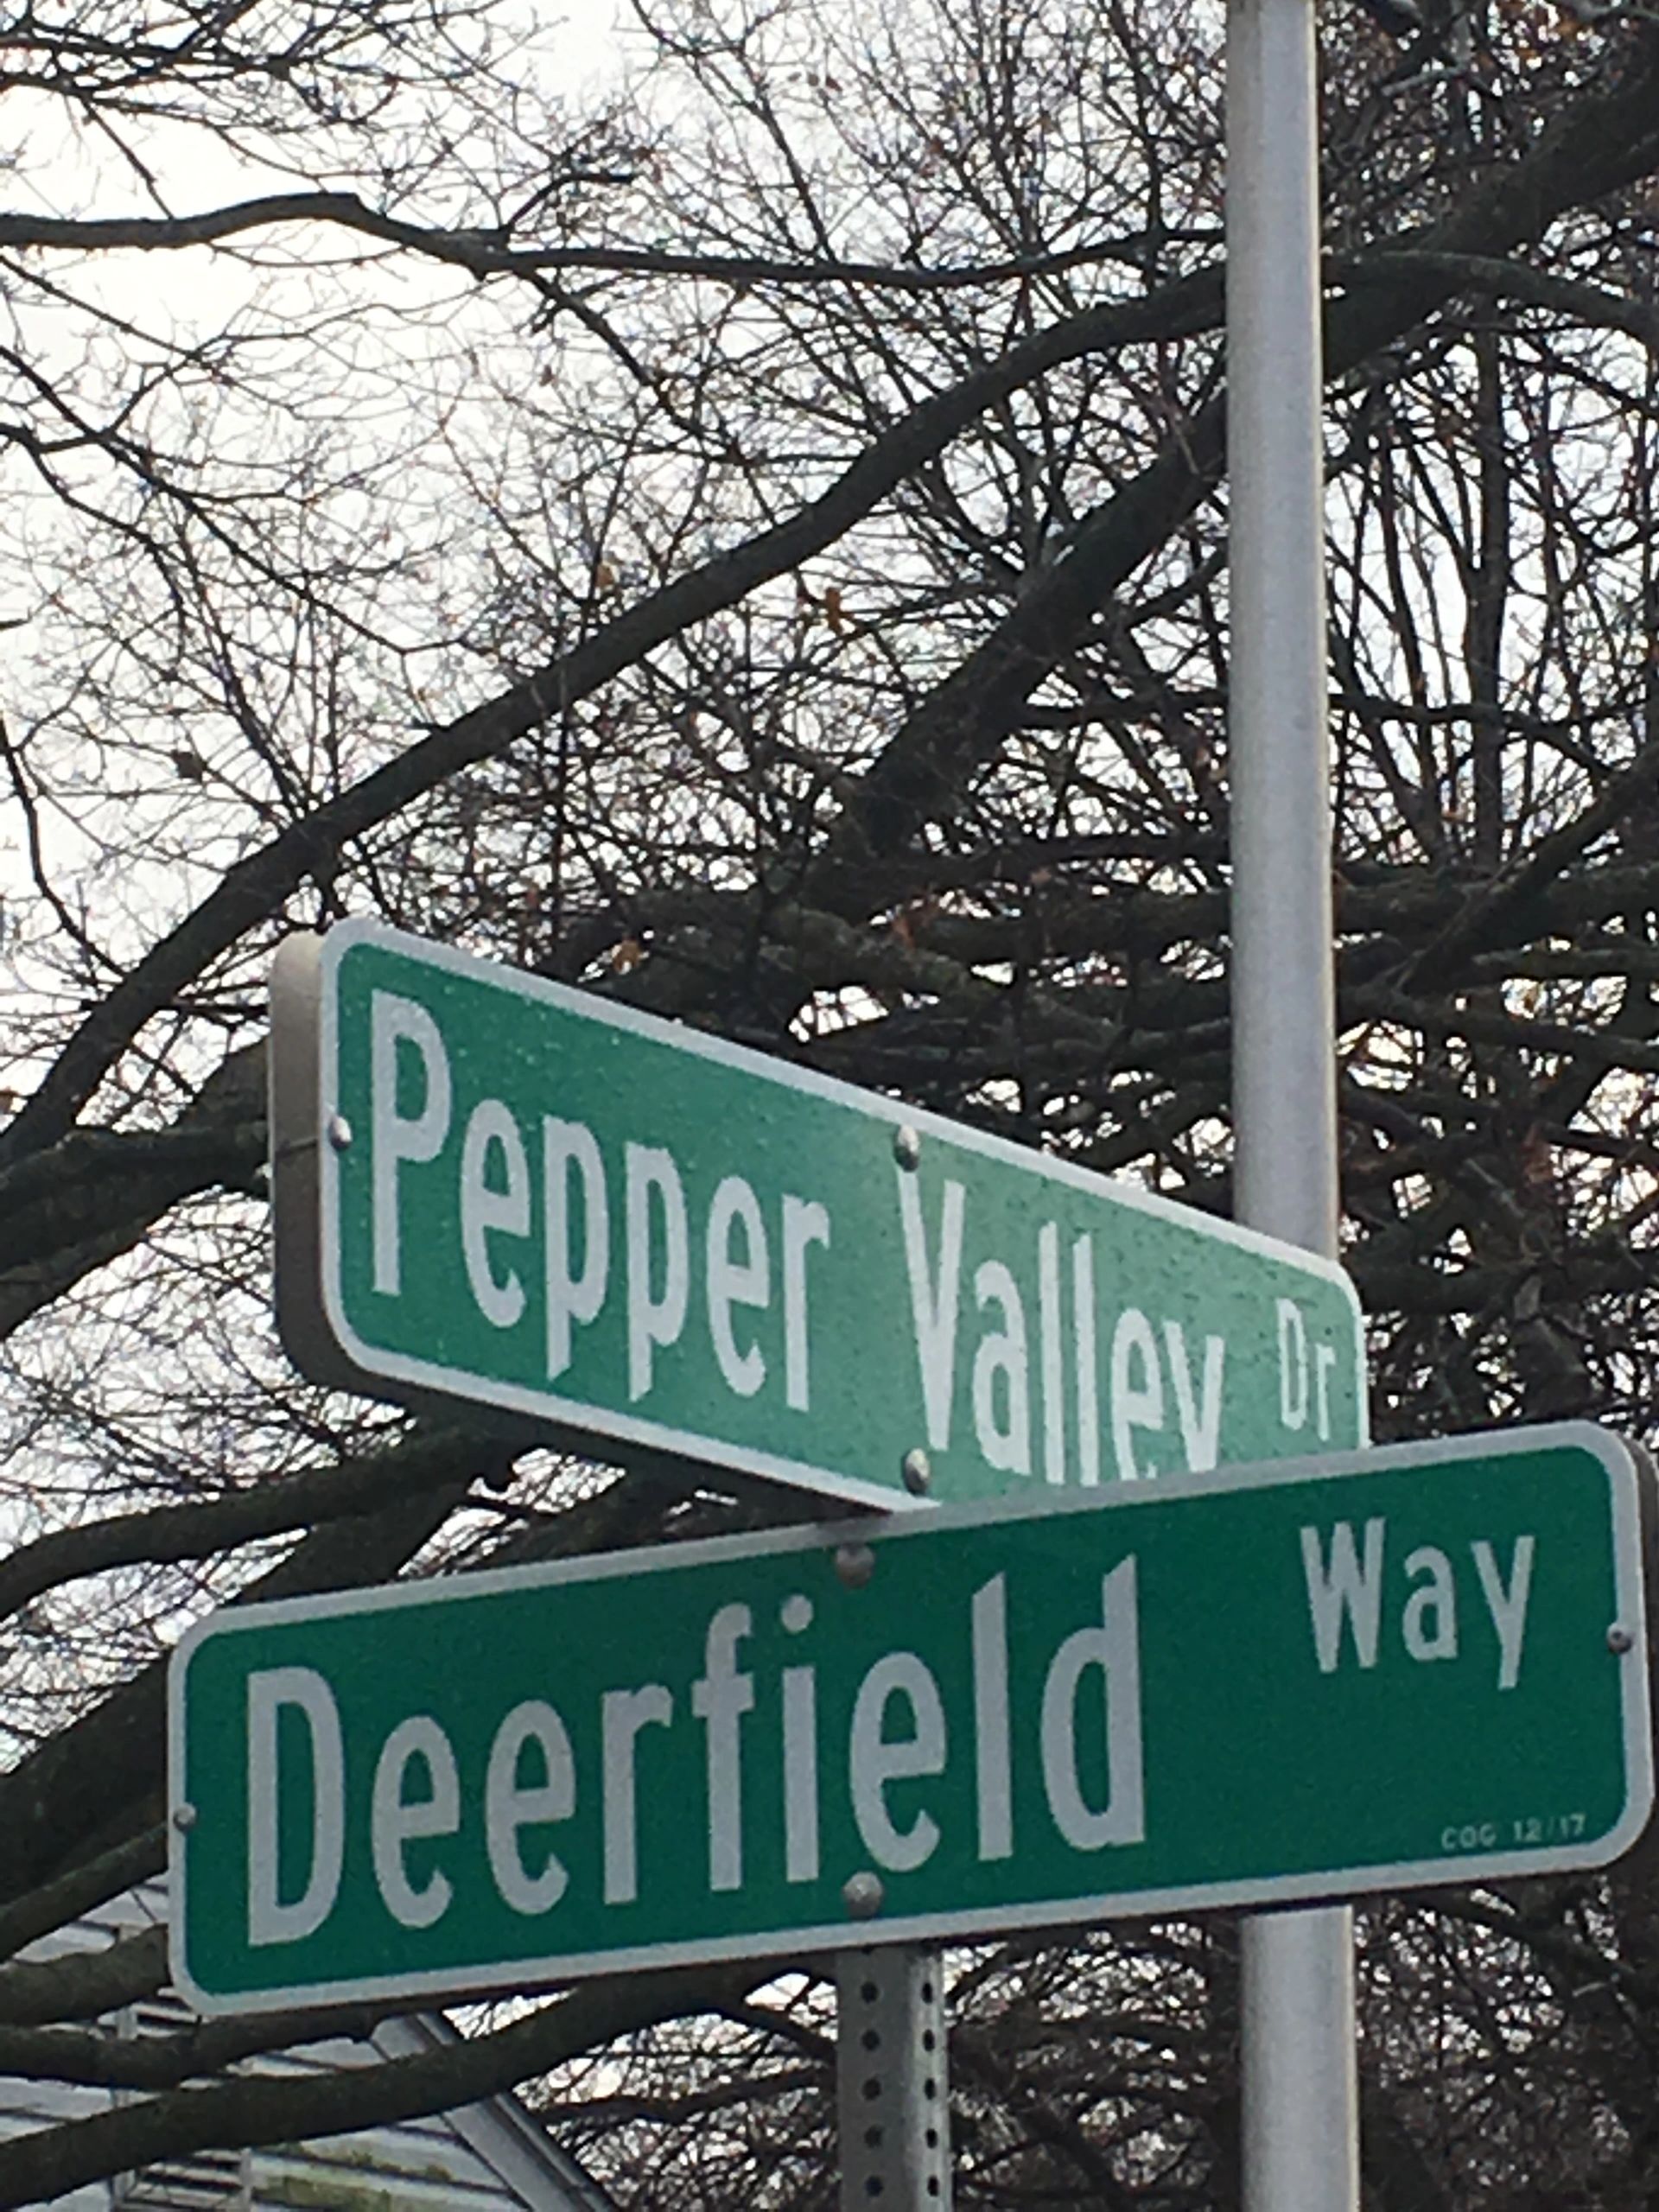 Pepper Valley Dr
Deerfield Way
COG 12/17